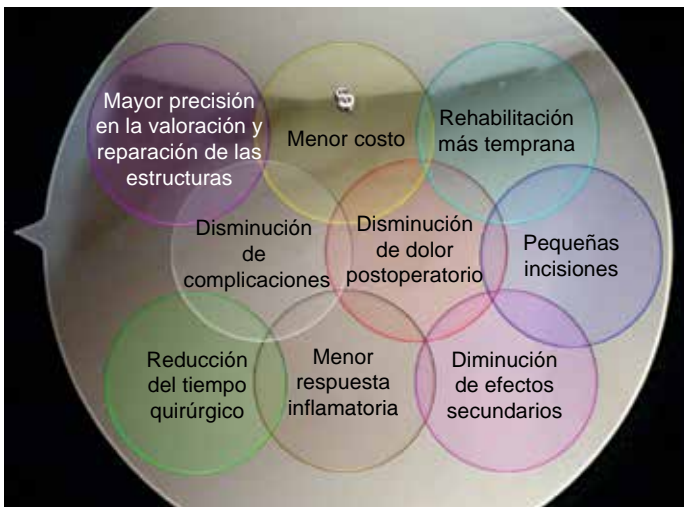 Mayor precisión
en la valoración y
reparación de las
estructuras
Menor costo
Rehabilitación
más temprana
Disminución
de
complicaciones
Disminución
de dolor
postoperatorio
Pequeñas
incisiones
Reducción
del tiempo
quirúrgico
Menor
respuesta
inflamatoria
Diminución
de efectos
secundarios